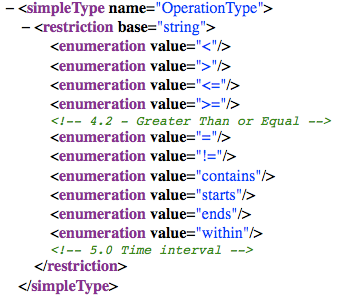 − <simpleType name="OperationType">
− <restriction base="string">
<enumeration value="<"/>
<enumeration value=">"/>
<enumeration value="<="/>
<enumeration value=">="/>
<!-- 4.2 - Greater Than or Equal -->
<enumeration value="="/>
<enumeration value="!="/>
<enumeration value="contains"/>
<enumeration value="starts"/>
<enumeration value="ends"/>
<enumeration value="within"/>
<!-- 5.0 Time interval -->
</restriction>
</simpleType>